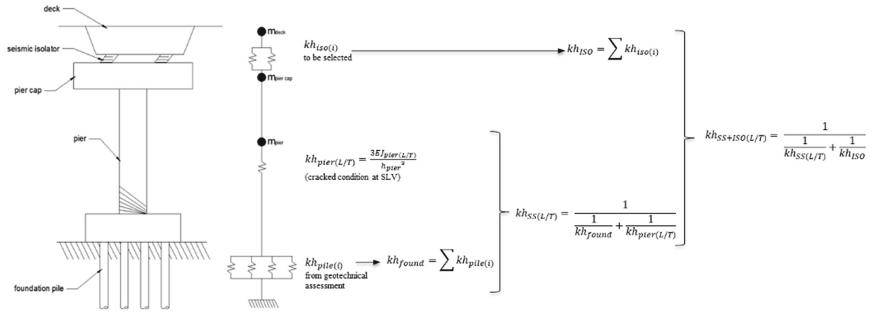 deck
seismic isolator
pier cap
pier
foundation pile
m_deck
m_pier cap
m_pier
kh_iso(i)
to be selected
kh_ISO = ∑ kh_iso(i)
kh_pier(L/T) = 3EJ_pier(L/T) / h_pier^3
(cracked condition at SLV)
kh_pile(i)
from geotechnical
assessment
kh_found = ∑ kh_pile(i)
kh_SS(L/T) = 1 / (1/kh_found + 1/kh_pier(L/T))
kh_SS+ISO(L/T) = 1 / (1/kh_SS(L/T) + 1/kh_ISO)